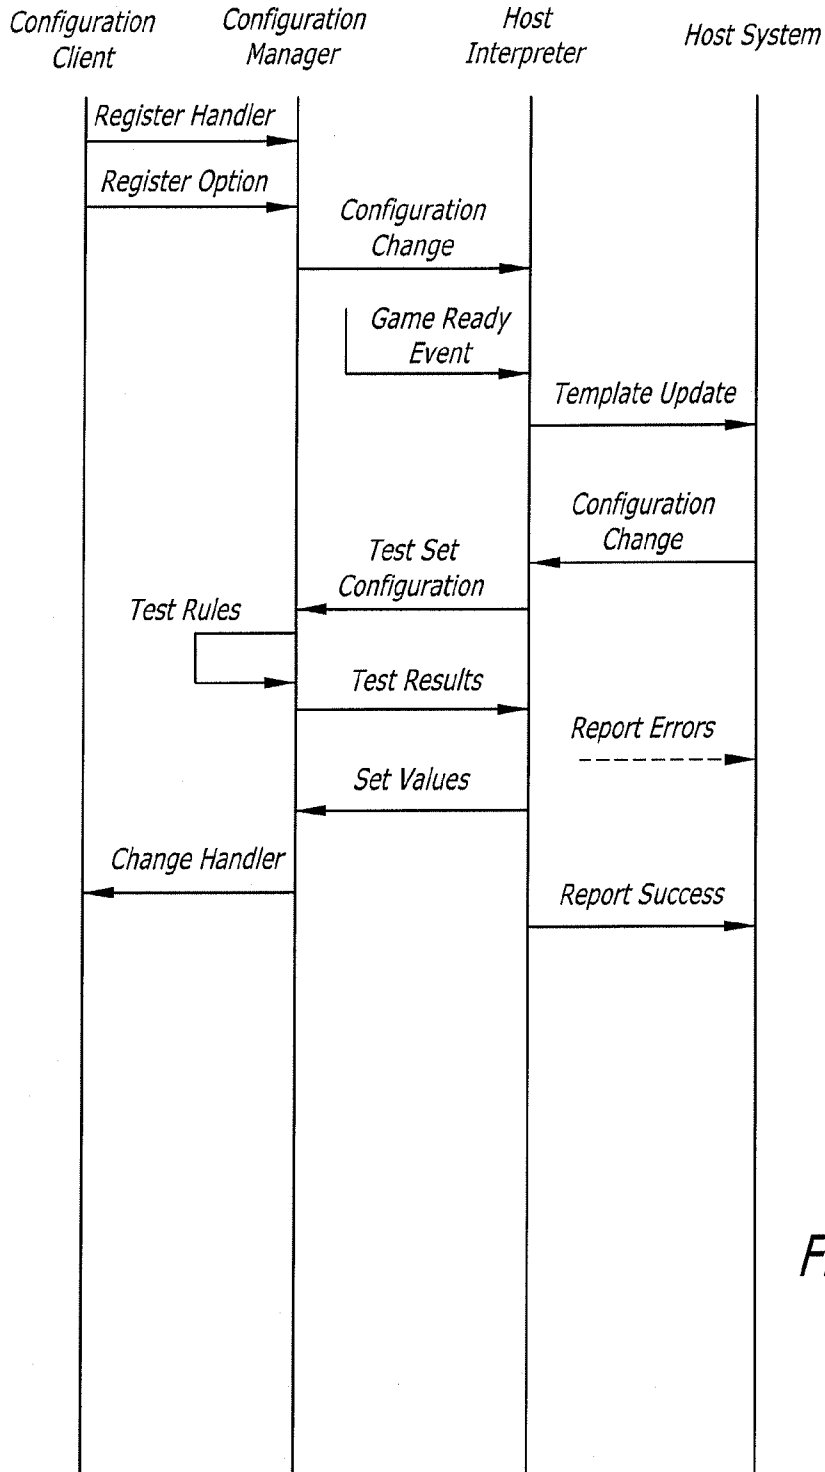 Configuration
Client
Configuration
Manager
Host
Interpreter
Host System
Register Handler
Register Option
Configuration
Change
Game Ready
Event
Template Update
Configuration
Change
Test Set
Configuration
Test Rules
Test Results
Report Errors
Set Values
Change Handler
Report Success